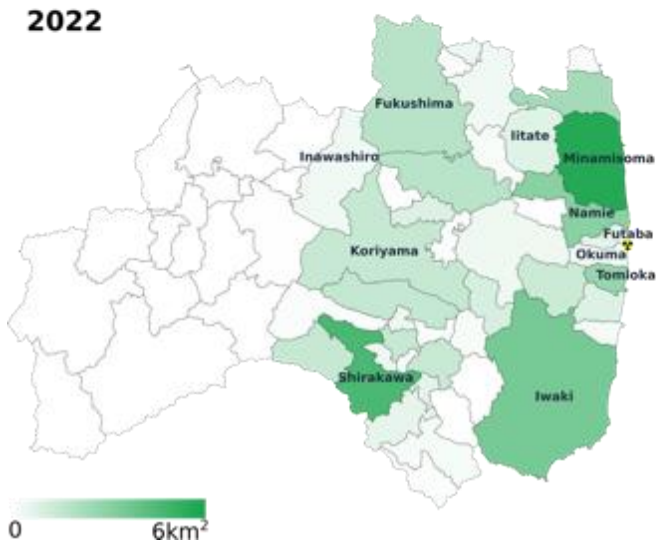 2022
Fukushima
Iitate
Inawashiro
Minamisoma
Namie
Futaba
Koriyama
Okuma
Tomioka
Shirakawa
Iwaki
0 6km²